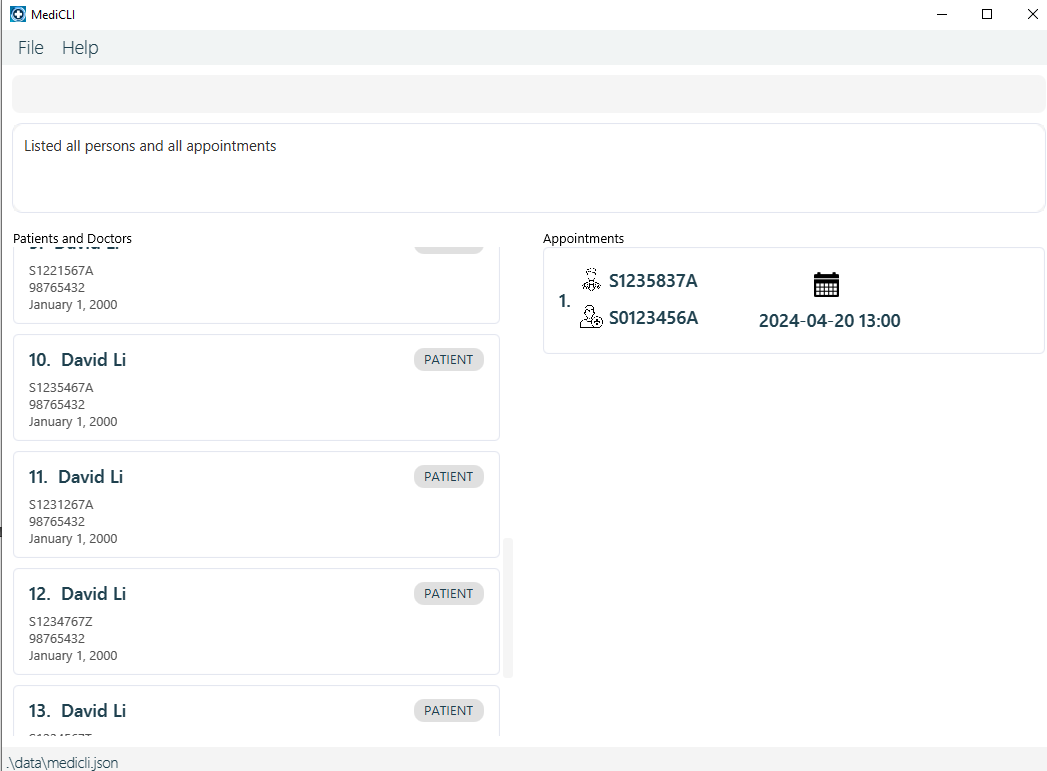 MediCLI
File Help
Listed all persons and all appointments
Patients and Doctors
S1221567A
98765432
January 1, 2000
10. David Li PATIENT
S1235467A
98765432
January 1, 2000
11. David Li PATIENT
S1231267A
98765432
January 1, 2000
12. David Li PATIENT
S1234767Z
98765432
January 1, 2000
13. David Li PATIENT
Appointments
1.
S1235837A
S0123456A
2024-04-20 13:00
.\data\medicli.json